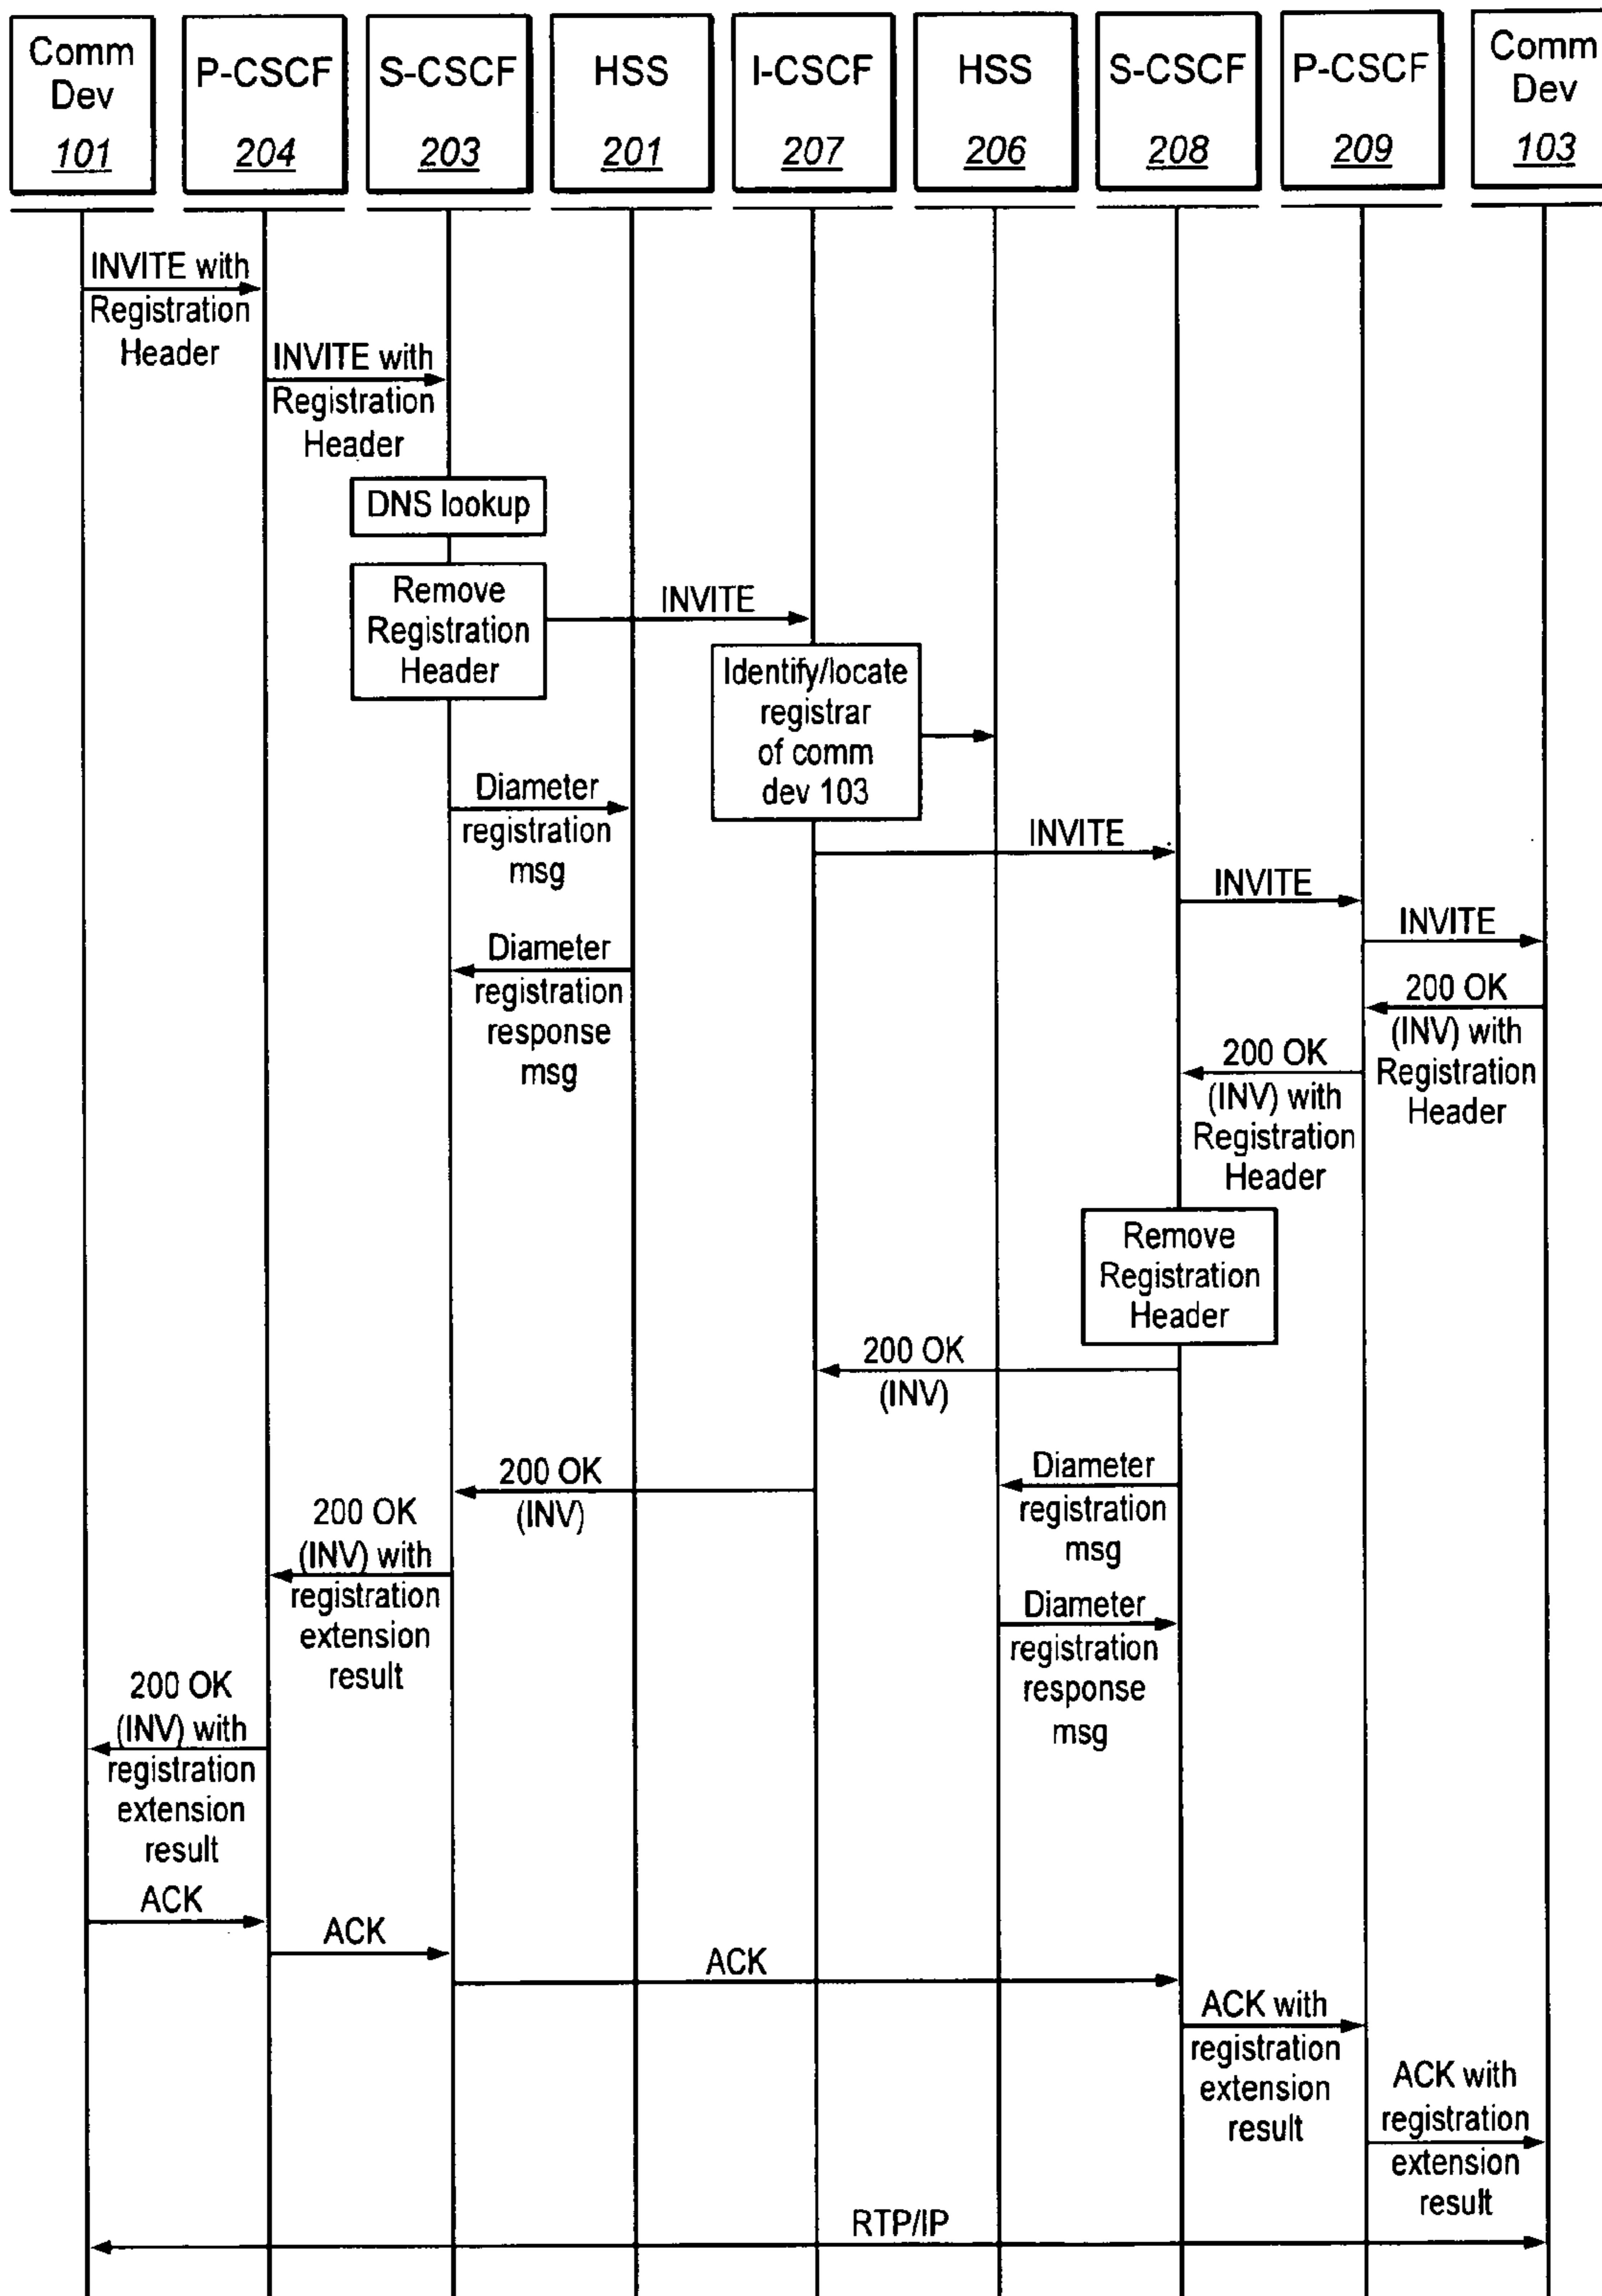 Comm
Dev
101
P-CSCF
204
S-CSCF
203
HSS
201
I-CSCF
207
HSS
206
S-CSCF
208
P-CSCF
209
Comm
Dev
103
INVITE with
Registration
Header
INVITE with
Registration
Header
DNS lookup
Remove
Registration
Header
INVITE
Identify/locate
registrar
of comm
dev 103
Diameter
registration
msg
INVITE
INVITE
INVITE
Diameter
registration
response
msg
200 OK
(INV) with
Registration
Header
200 OK
(INV) with
Registration
Header
Remove
Registration
Header
200 OK
(INV)
Diameter
registration
msg
200 OK
(INV)
200 OK
(INV) with
registration
extension
result
Diameter
registration
response
msg
200 OK
(INV) with
registration
extension
result
ACK
ACK
ACK
ACK with
registration
extension
result
ACK with
registration
extension
result
RTP/IP